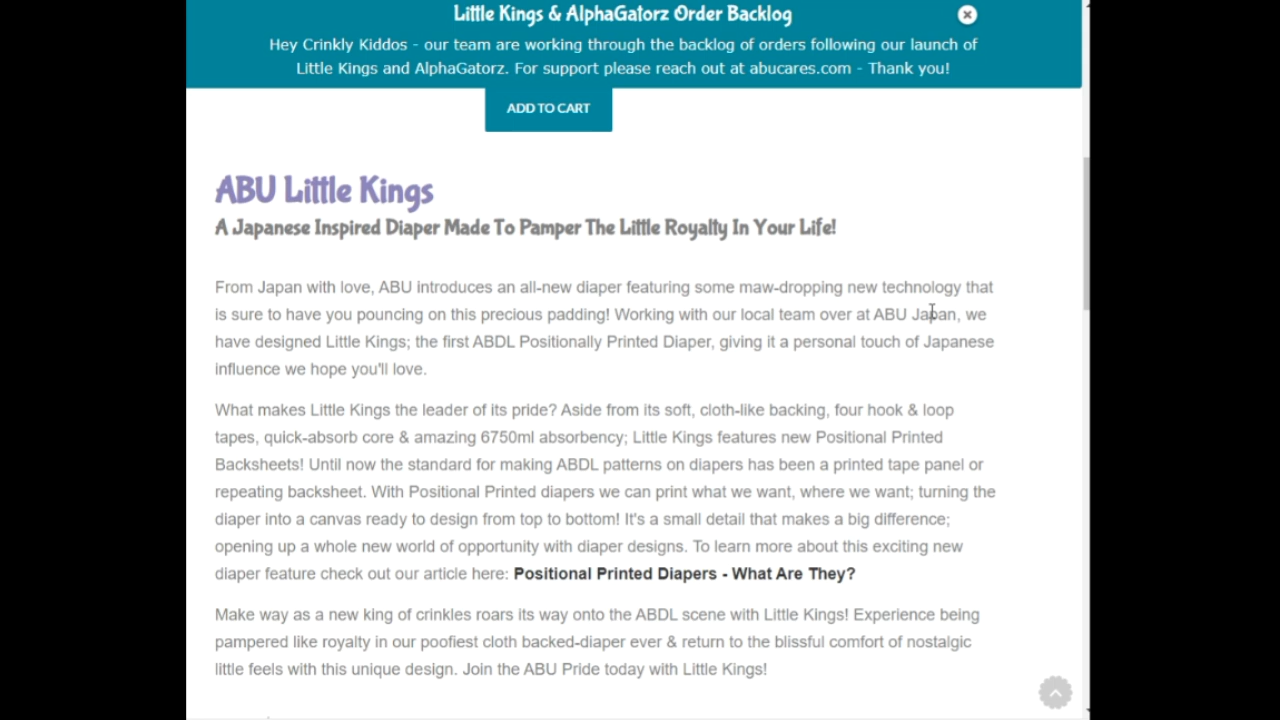 Little Kings & AlphaGatorz Order Backlog
Hey Crinkly Kiddos - our team are working through the backlog of orders following our launch of
Little Kings and AlphaGatorz. For support please reach out at abucares.com - Thank you!
ADD TO CART
ABU Little Kings
A Japanese Inspired Diaper Made To Pamper The Little Royalty In Your Life!
From Japan with love, ABU introduces an all-new diaper featuring some maw-dropping new technology that
is sure to have you pouncing on this precious padding! Working with our local team over at ABU Japan, we
have designed Little Kings; the first ABDL Positionally Printed Diaper, giving it a personal touch of Japanese
influence we hope you'll love.
What makes Little Kings the leader of its pride? Aside from its soft, cloth-like backing, four hook & loop
tapes, quick-absorb core & amazing 6750ml absorbency; Little Kings features new Positional Printed
Backsheets! Until now the standard for making ABDL patterns on diapers has been a printed tape panel or
repeating backsheet. With Positional Printed diapers we can print what we want, where we want; turning the
diaper into a canvas ready to design from top to bottom! It's a small detail that makes a big difference;
opening up a whole new world of opportunity with diaper designs. To learn more about this exciting new
diaper feature check out our article here: Positional Printed Diapers - What Are They?
Make way as a new king of crinkles roars its way onto the ABDL scene with Little Kings! Experience being
pampered like royalty in our poofiest cloth backed-diaper ever & return to the blissful comfort of nostalgic
little feels with this unique design. Join the ABU Pride today with Little Kings!